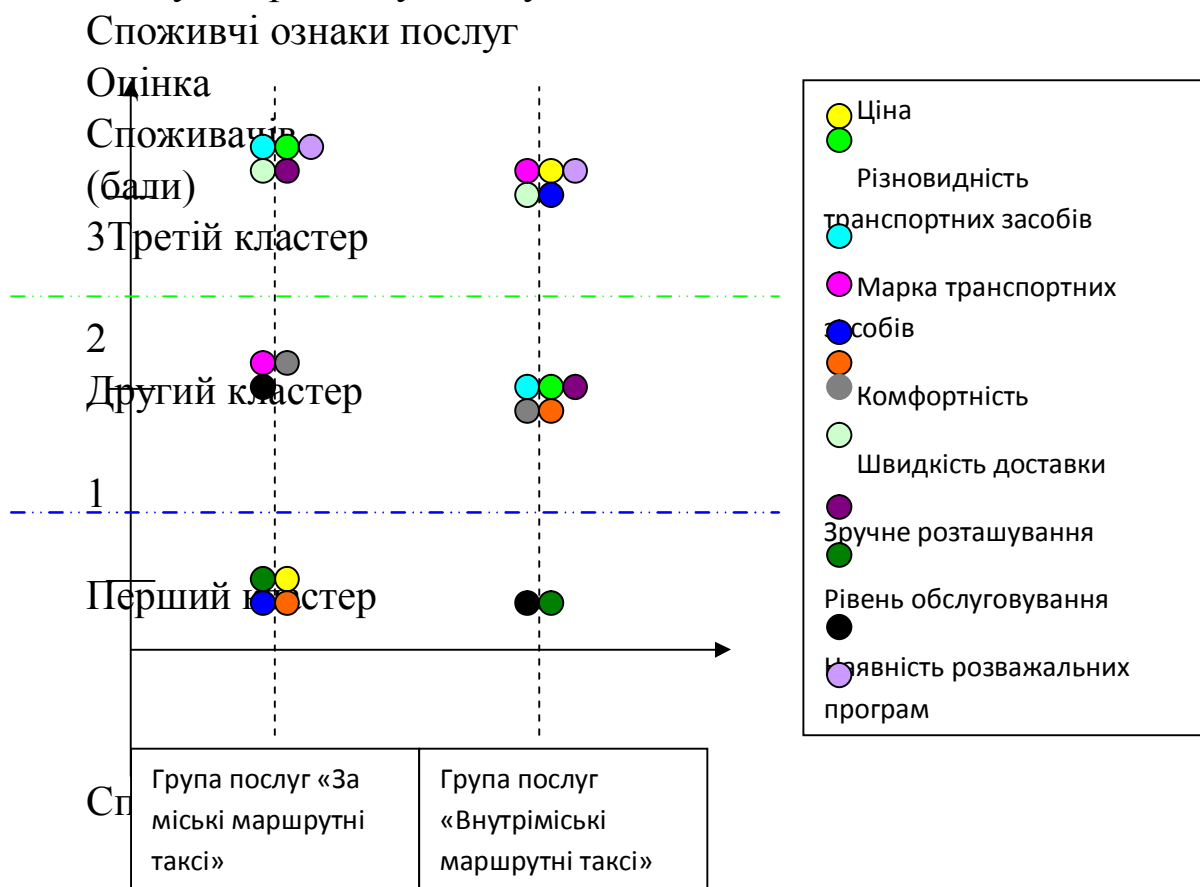 Споживчі ознаки послуг
Оцінка
Споживачів
(бали)
3Третій кластер
2
Другий кластер
1
Перший кластер
Сп
Група послуг «За
міські маршрутні
таксі»
Група послуг
«Внутріміські
маршрутні таксі»
Ціна
Різновидність
транспортних засобів
Марка транспортних
засобів
Комфортність
Швидкість доставки
Зручне розташування
Рівень обслуговування
Наявність розважальних
програм